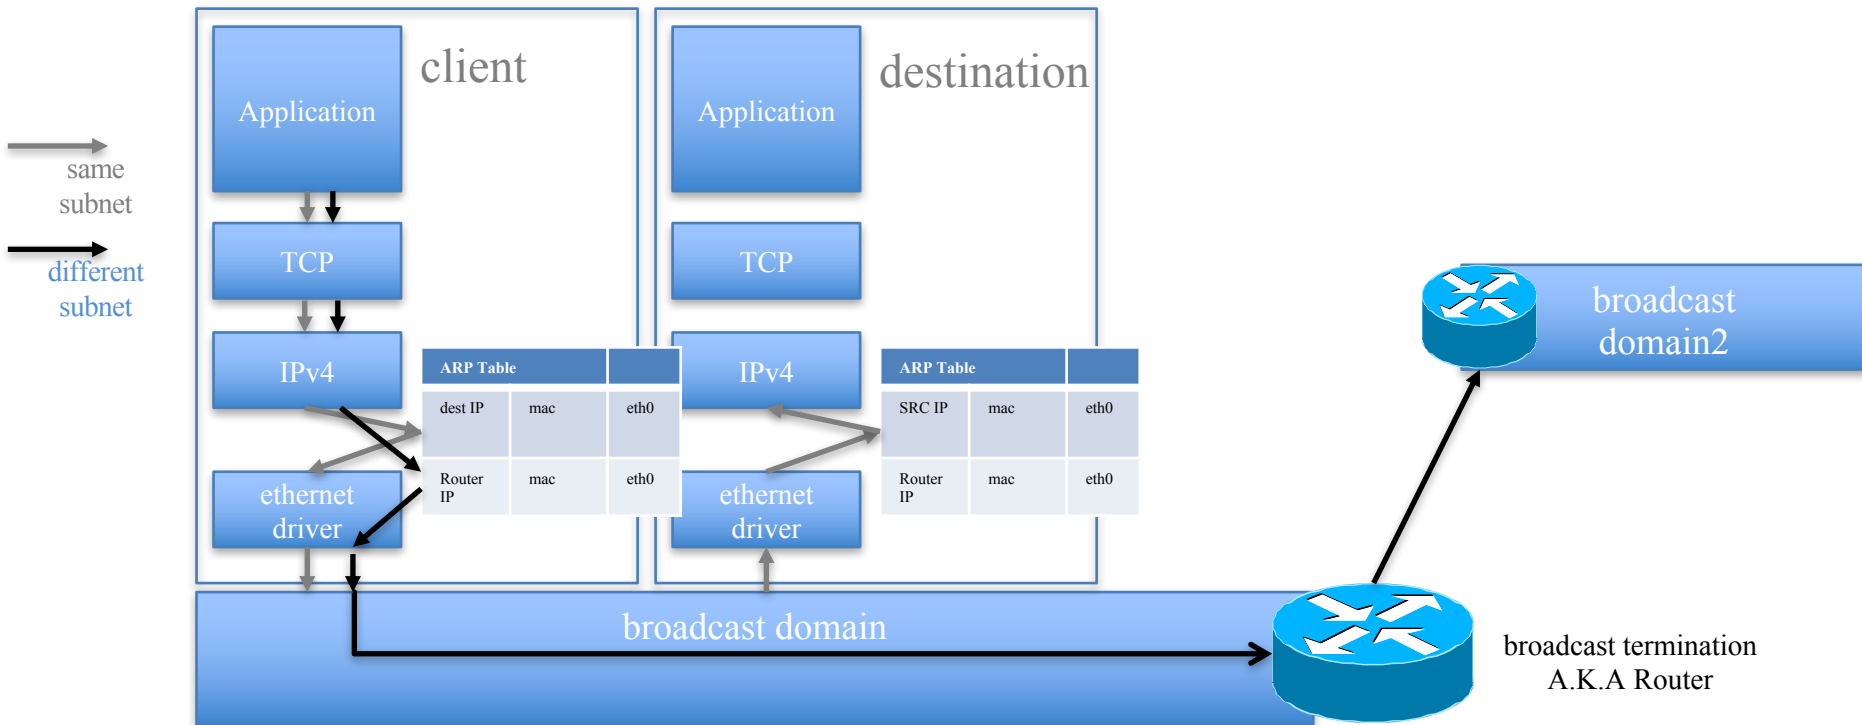 client
destination
Application
Application
same
subnet
different
subnet
TCP
TCP
IPv4
IPv4
ARP Table
dest IP mac eth0
Router
IP mac eth0
ARP Table
SRC IP mac eth0
Router
IP mac eth0
ethernet
driver
ethernet
driver
broadcast
domain2
broadcast domain
broadcast termination
A.K.A Router